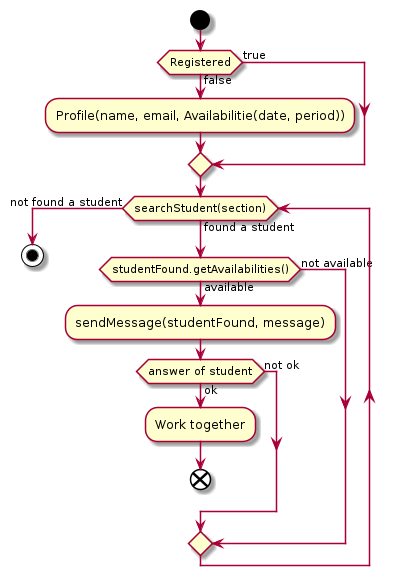 Registered
true
false
Profile(name, email, Availabilitie(date, period))
not found a student
searchStudent(section)
found a student
studentFound.getAvailabilities()
not available
available
sendMessage(studentFound, message)
answer of student
not ok
ok
Work together